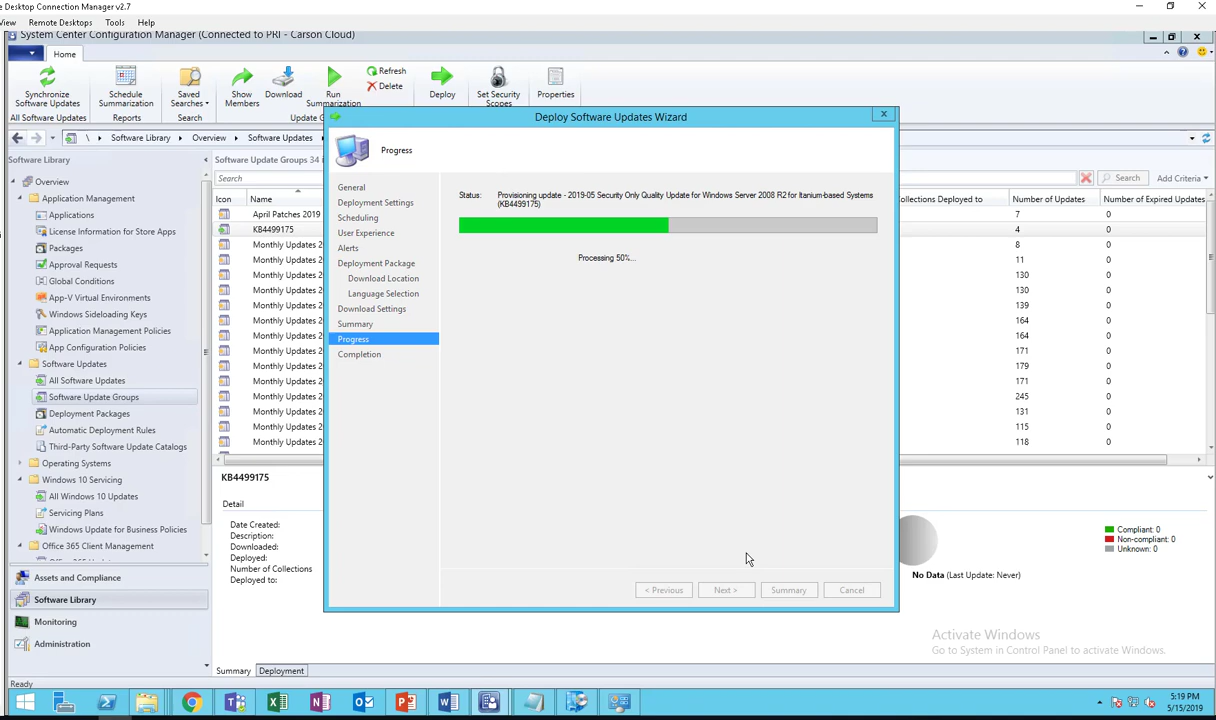 e Desktop Connection Manager v2.7
View Remote Desktops Tools Help
System Center Configuration Manager (Connected to PRI - Carson Cloud)
Home
Synchronize Software Updates
Schedule Summarization
Saved Searches
Show Members
Download
Run Summarization
Refresh
Delete
Deploy
Set Security Scopes
Properties
All Software Updates
Reports
Search
Update G
\ Software Library Overview Software Updates
Software Library
Overview
Application Management
Applications
License Information for Store Apps
Packages
Approval Requests
Global Conditions
App-V Virtual Environments
Windows Sideloading Keys
Application Management Policies
App Configuration Policies
Software Updates
All Software Updates
Software Update Groups
Deployment Packages
Automatic Deployment Rules
Third-Party Software Update Catalogs
Operating Systems
Windows 10 Servicing
All Windows 10 Updates
Servicing Plans
Windows Update for Business Policies
Office 365 Client Management
Assets and Compliance
Software Library
Monitoring
Administration
Ready
Software Update Groups 34 i
Search
Search
Add Criteria
Icon Name
ollections Deployed to Number of Updates Number of Expired Updates
April Patches 2019 7 0
KB4499175 4 0
Monthly Updates 2 8 0
Monthly Updates 2 11 0
Monthly Updates 2 130 0
Monthly Updates 2 130 0
Monthly Updates 2 139 0
Monthly Updates 2 164 0
Monthly Updates 2 164 0
Monthly Updates 2 171 0
Monthly Updates 2 179 0
Monthly Updates 2 171 0
Monthly Updates 2 245 0
Monthly Updates 2 131 0
Monthly Updates 2 115 0
Monthly Updates 2 118 0
KB4499175
Detail
Date Created:
Description:
Downloaded:
Deployed:
Number of Collections
Deployed to:
Summary Deployment
Deploy Software Updates Wizard
Progress
General
Deployment Settings
Scheduling
User Experience
Alerts
Deployment Package
Download Location
Language Selection
Download Settings
Summary
Progress
Completion
Status: Provisioning update - 2019-05 Security Only Quality Update for Windows Server 2008 R2 for Itanium-based Systems
(KB4499175)
Processing 50%...
< Previous Next > Summary Cancel
Compliant: 0
Non-compliant: 0
Unknown: 0
No Data (Last Update: Never)
Activate Windows
Go to System in Control Panel to activate Windows.
5:19 PM
5/15/2019